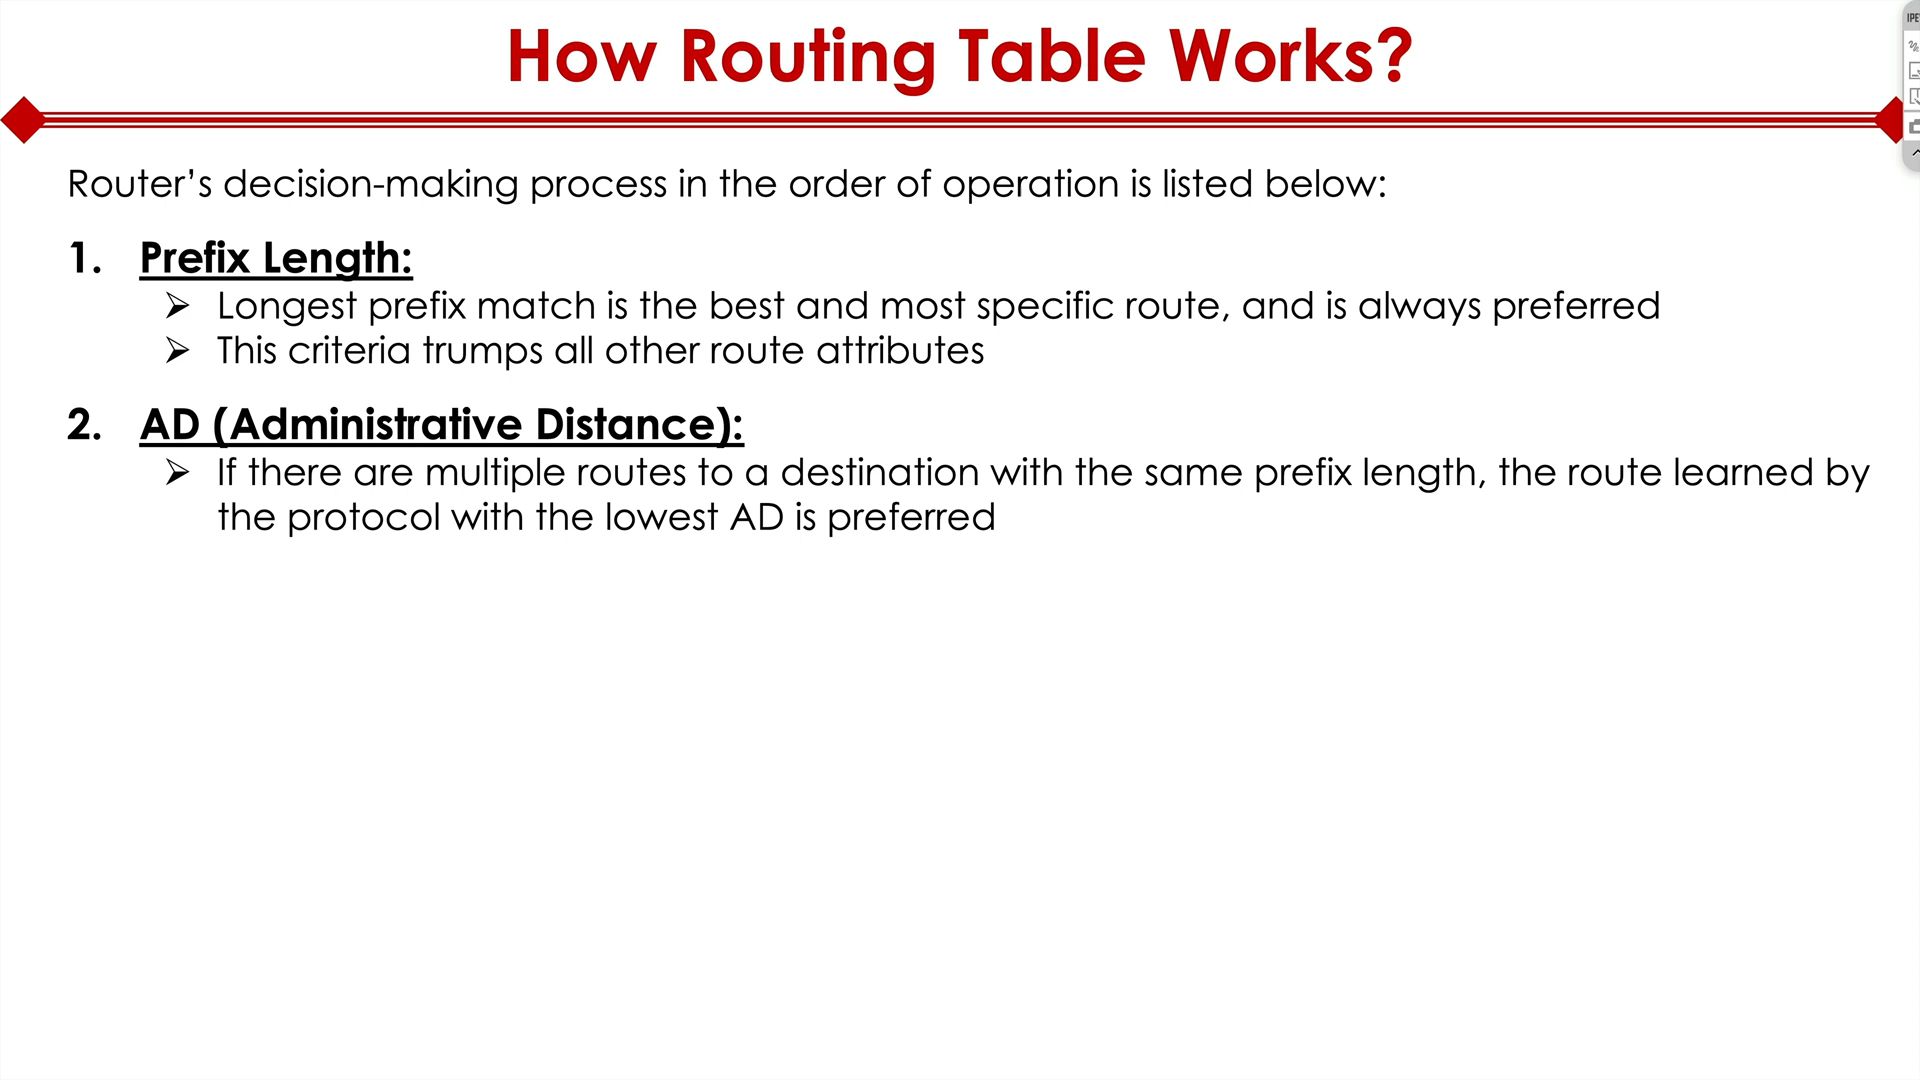 How Routing Table Works?
Router’s decision-making process in the order of operation is listed below:
1. Prefix Length:
➢ Longest prefix match is the best and most specific route, and is always preferred
➢ This criteria trumps all other route attributes
2. AD (Administrative Distance):
➢ If there are multiple routes to a destination with the same prefix length, the route learned by
the protocol with the lowest AD is preferred